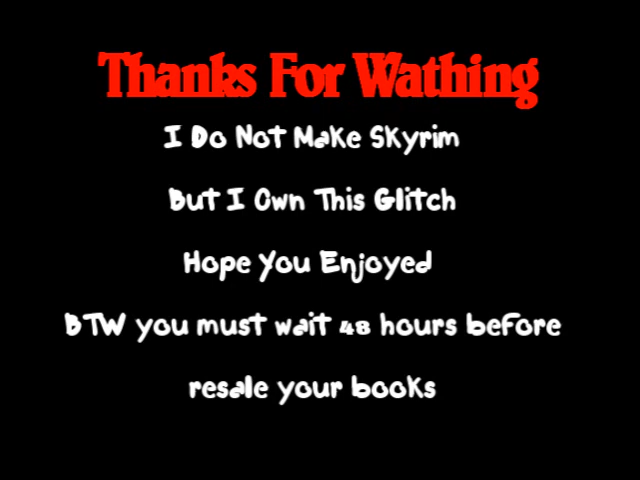 Thanks For Wathing
I Do Not Make Skyrim
But I Own This Glitch
Hope You Enjoyed
BTW you must wait 48 hours before
resale your books